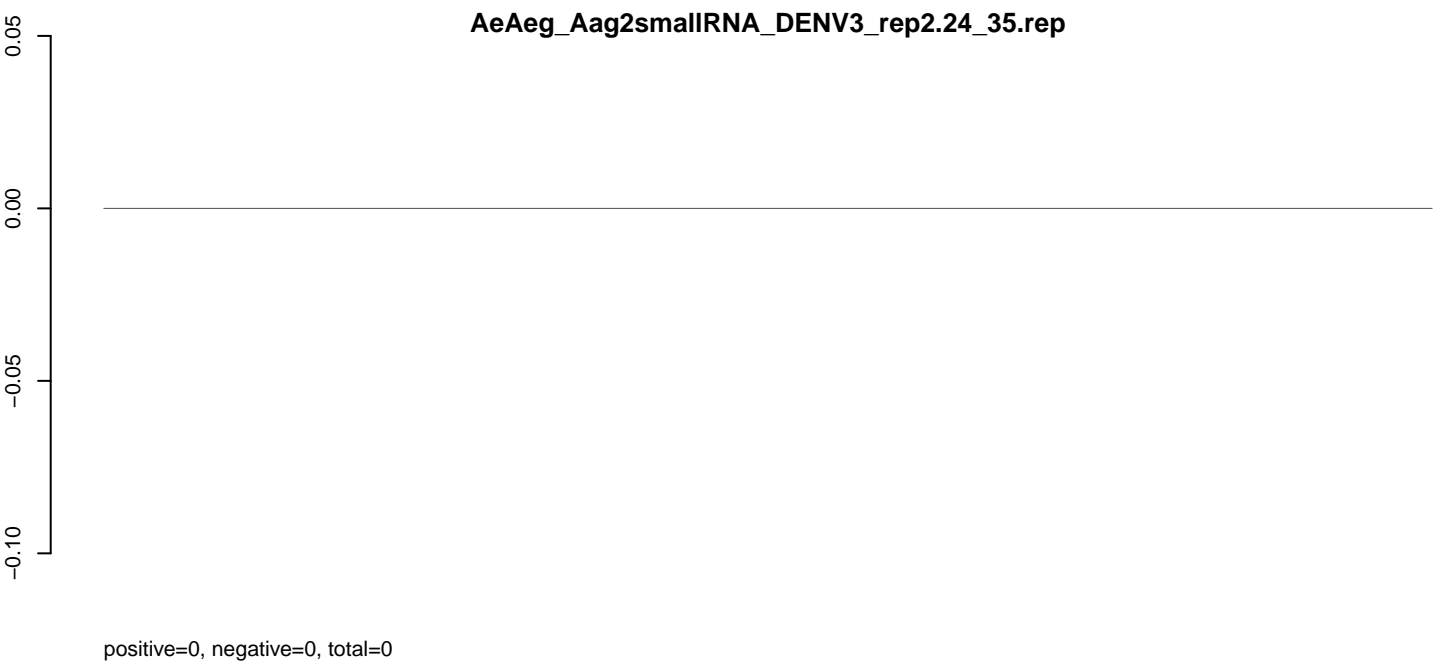 AeAeg_Aag2smallRNA_DENV3_rep2.24_35.rep
0.05
0.00
−0.05
−0.10
positive=0, negative=0, total=0